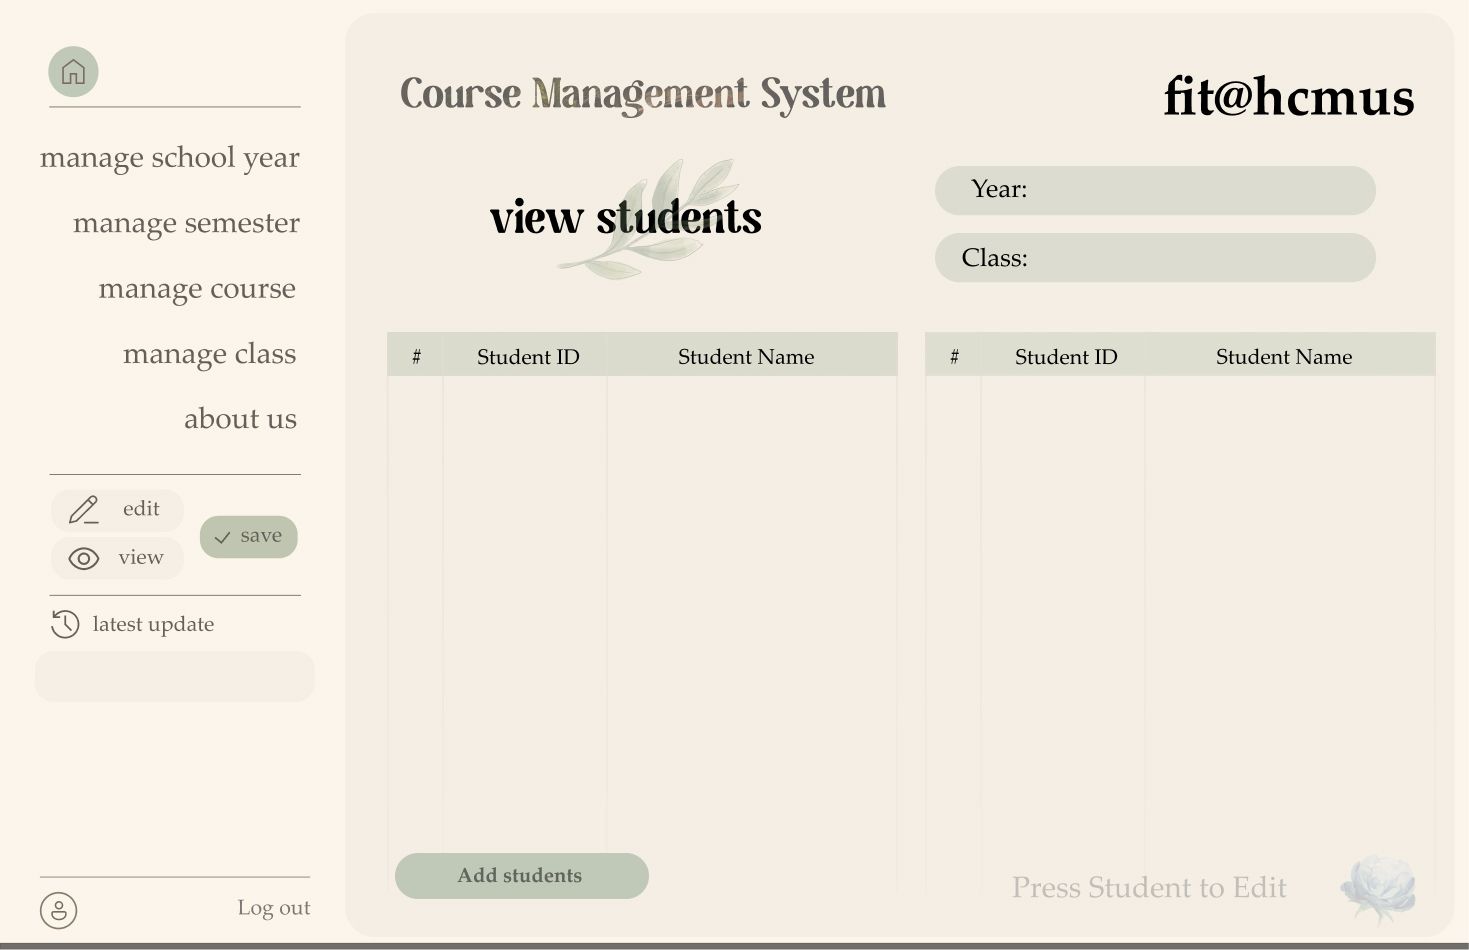 manage school year
manage semester
manage course
manage class
about us
edit
view
save
latest update
Log out
Course Management System
fit@hcmus
view students
Year:
Class:
# Student ID Student Name
# Student ID Student Name
Add students
Press Student to Edit